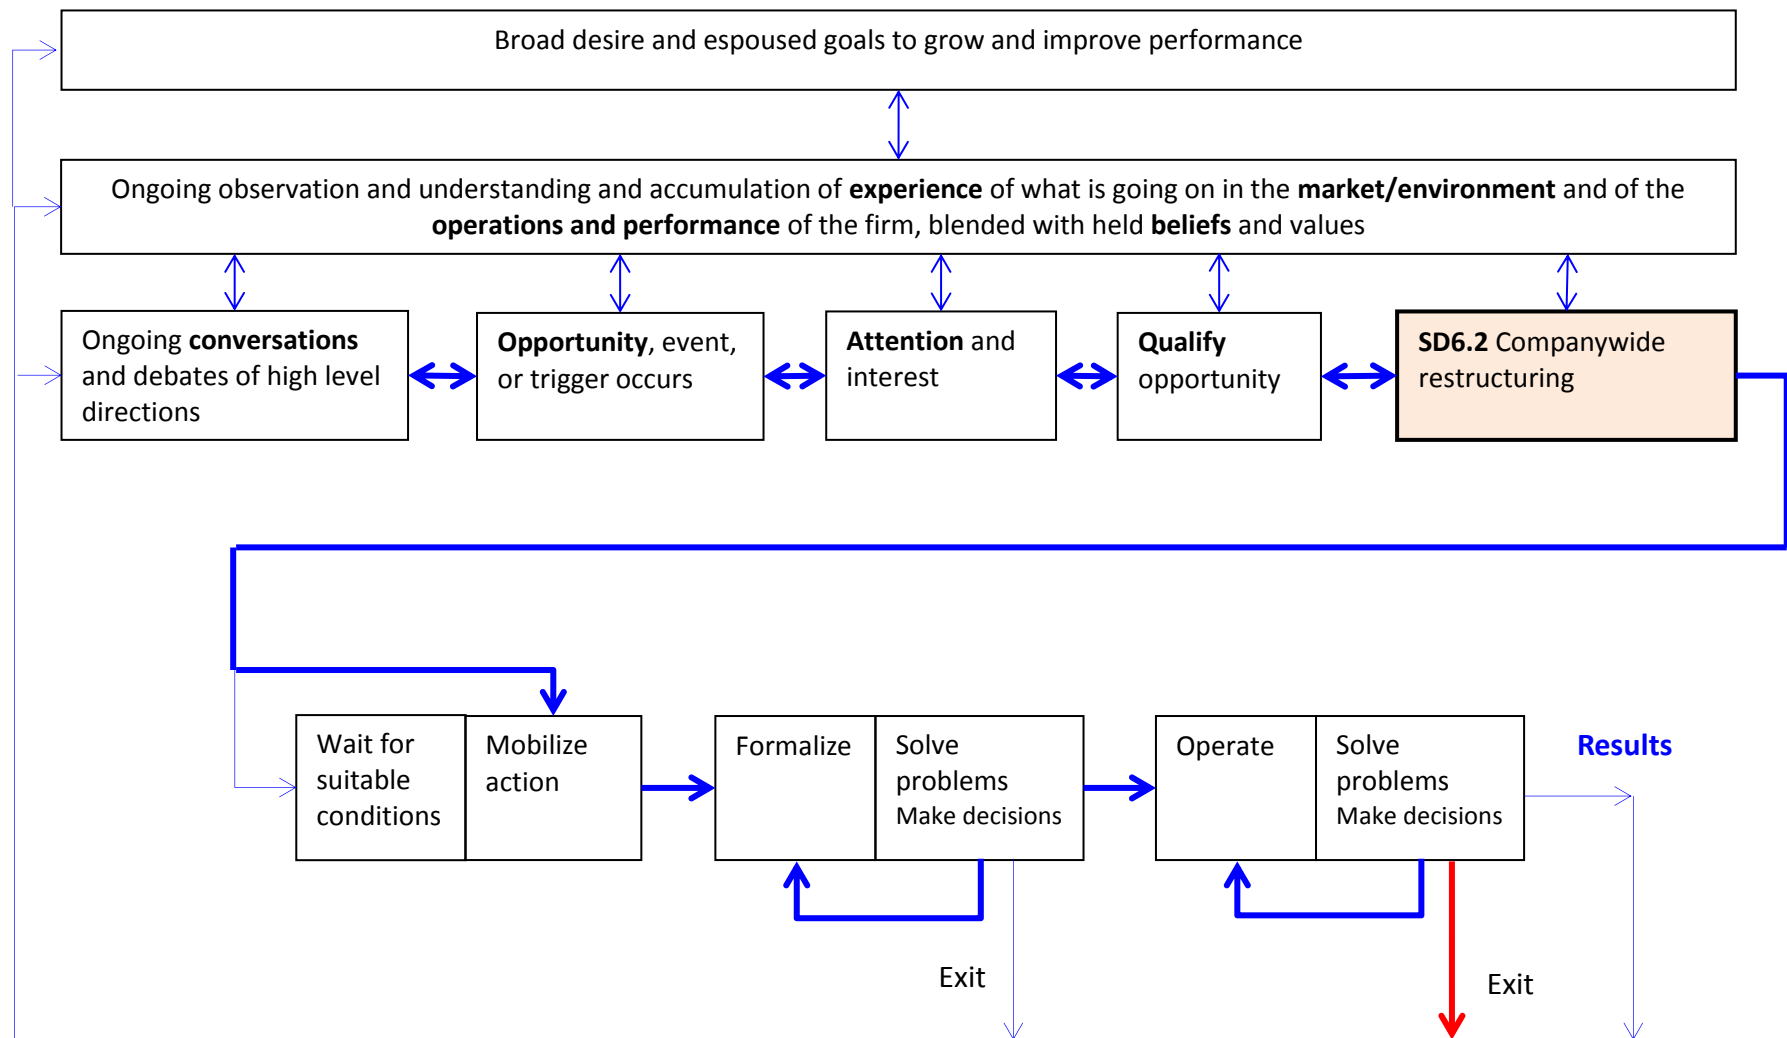 Broad desire and espoused goals to grow and improve performance
Ongoing observation and understanding and accumulation of experience of what is going on in the market/environment and of the
operations and performance of the firm, blended with held beliefs and values
Ongoing conversations
and debates of high level
directions
Opportunity, event,
or trigger occurs
Attention and
interest
Qualify
opportunity
SD6.2 Companywide
restructuring
Wait for
suitable
conditions
Mobilize
action
Formalize
Solve
problems
Make decisions
Operate
Solve
problems
Make decisions
Results
Exit
Exit